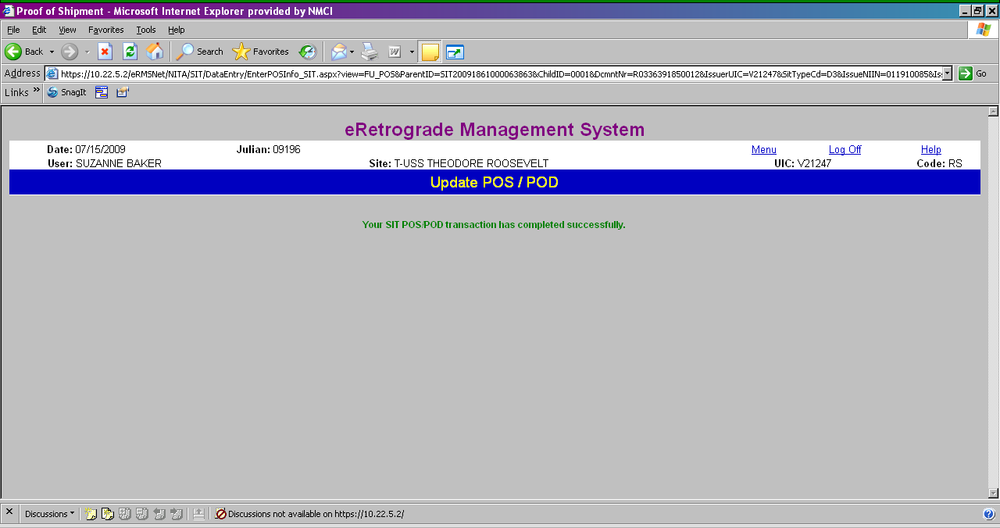 Proof of Shipment - Microsoft Internet Explorer provided by NMCI
File Edit View Favorites Tools Help
Back Search Favorites
Address https://10.22.5.2/eRMSNet/NITA/SIT/DataEntry/EnterPOSInfo_SIT.aspx?view=FU_POS&ParentID=SIT20091861000063863&ChildID=0001&DcmntNr=R0336391850012&IssuerUIC=V21247&SitTypeCd=D3&IssueNIIN=011910085&Is Go
Links » SnagIt
eRetrograde Management System
Date: 07/15/2009 Julian: 09196 Menu Log Off Help
User: SUZANNE BAKER Site: T-USS THEODORE ROOSEVELT UIC: V21247 Code: RS
Update POS / POD
Your SIT POS/POD transaction has completed successfully.
Discussions Discussions not available on https://10.22.5.2/